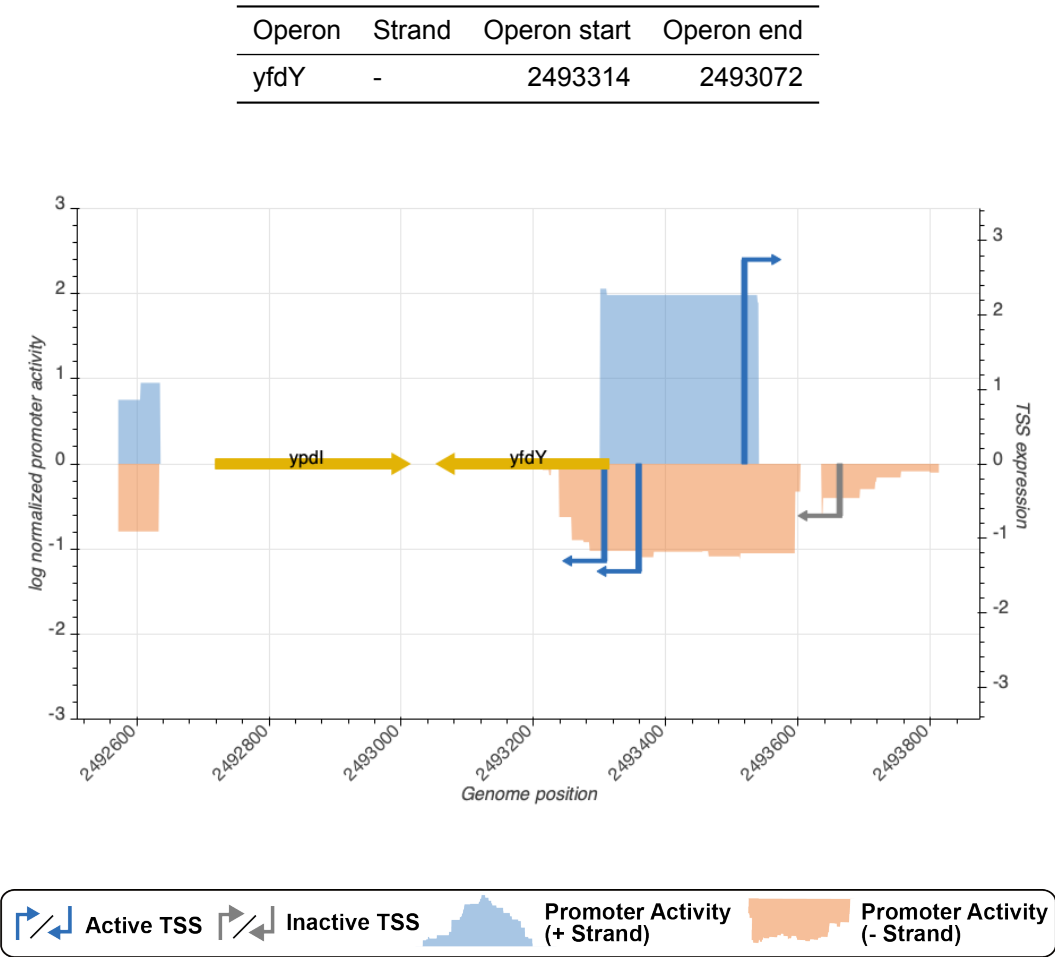 Operon Strand Operon start Operon end
yfdY - 2493314 2493072
3
2
1
0
-1
-2
-3
log normalized promoter activity
3
2
1
0
-1
-2
-3
TSS expression
ypdI
yfdY
2492600
2492800
2493000
2493200
2493400
2493600
2493800
Genome position
Active TSS
Inactive TSS
Promoter Activity
(+ Strand)
Promoter Activity
(- Strand)